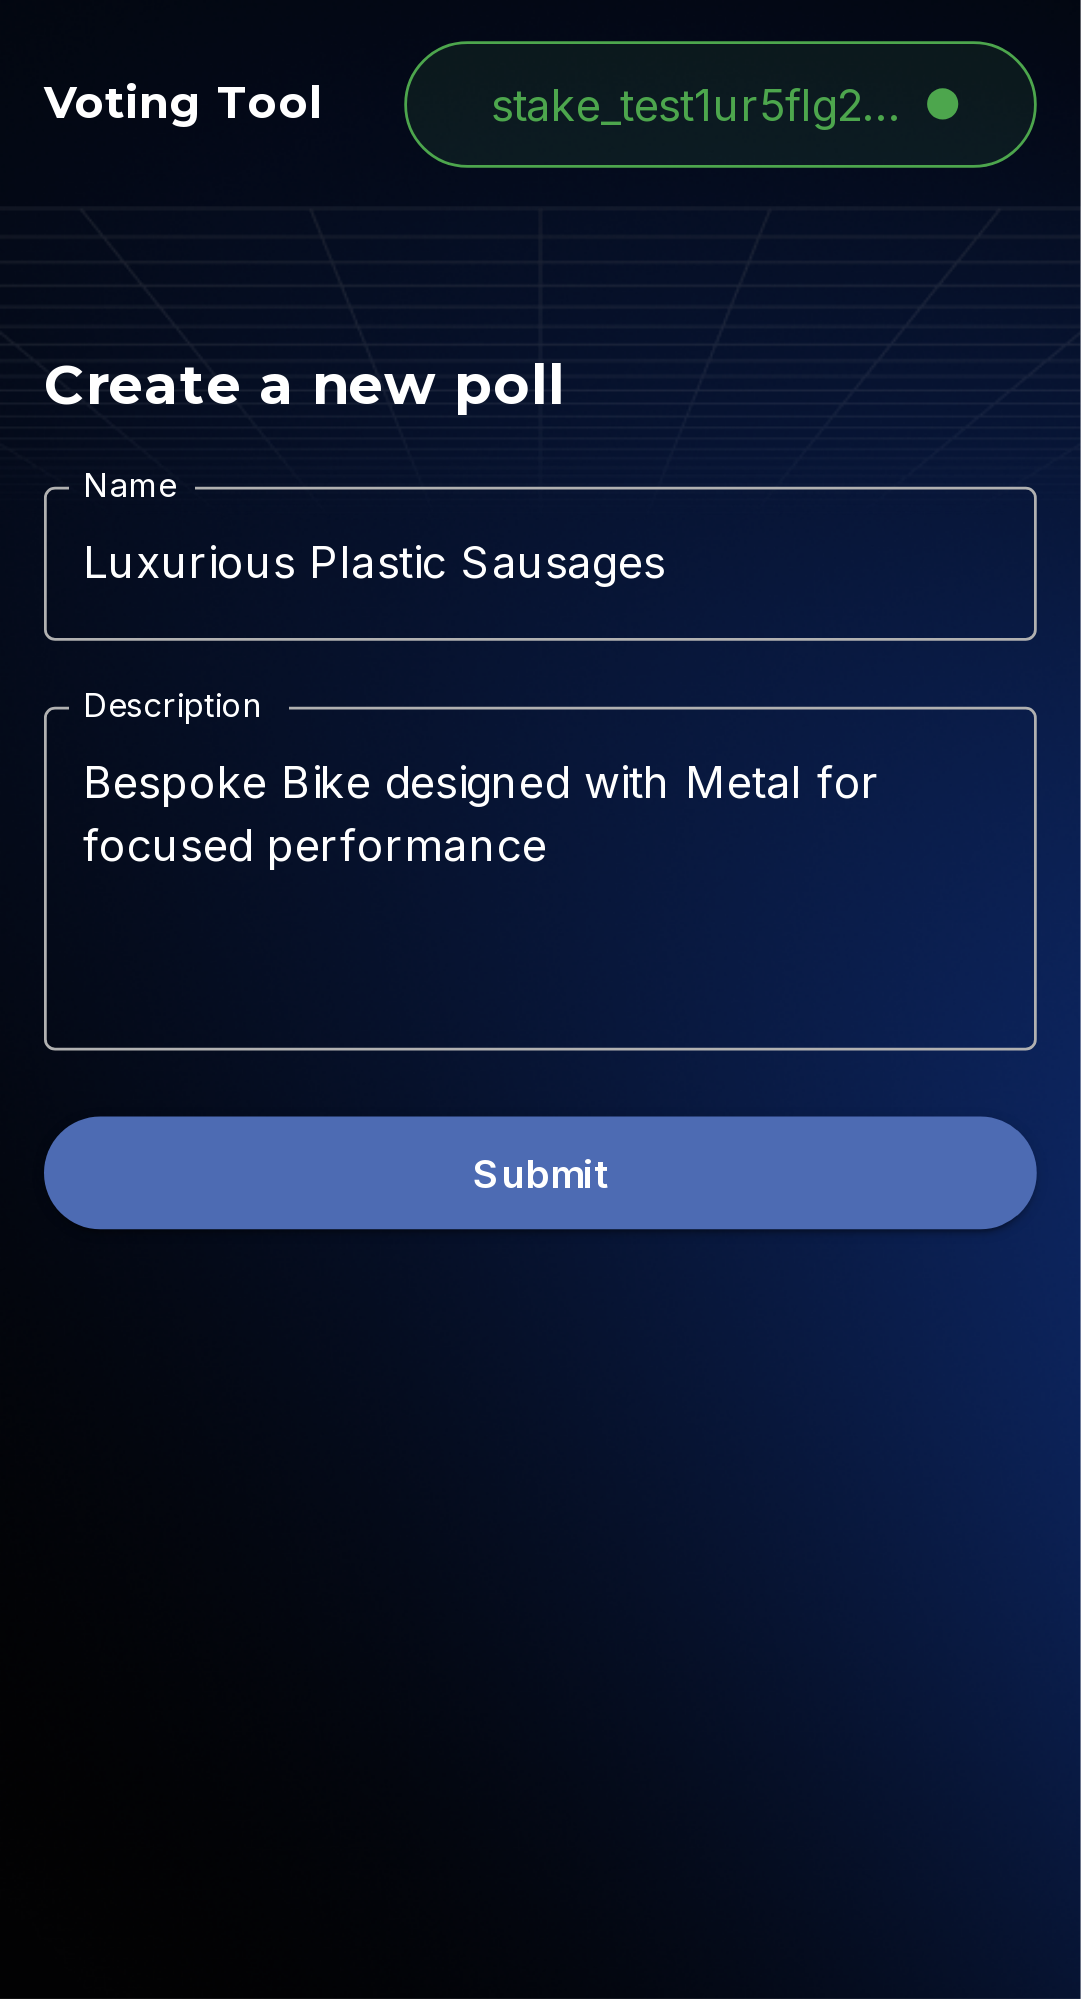 Voting Tool
stake_test1ur5flg2...
Create a new poll
Name
Luxurious Plastic Sausages
Description
Bespoke Bike designed with Metal for
focused performance
Submit